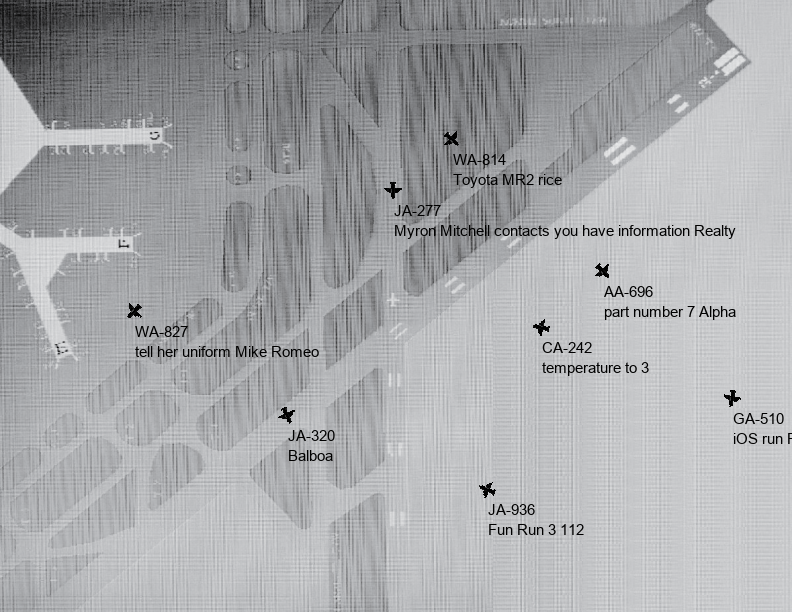 WA-814
Toyota MR2 rice
JA-277
Myron Mitchell contacts you have information Realty
AA-696
part number 7 Alpha
WA-827
tell her uniform Mike Romeo
CA-242
temperature to 3
GA-510
iOS run
JA-320
Balboa
JA-936
Fun Run 3 112